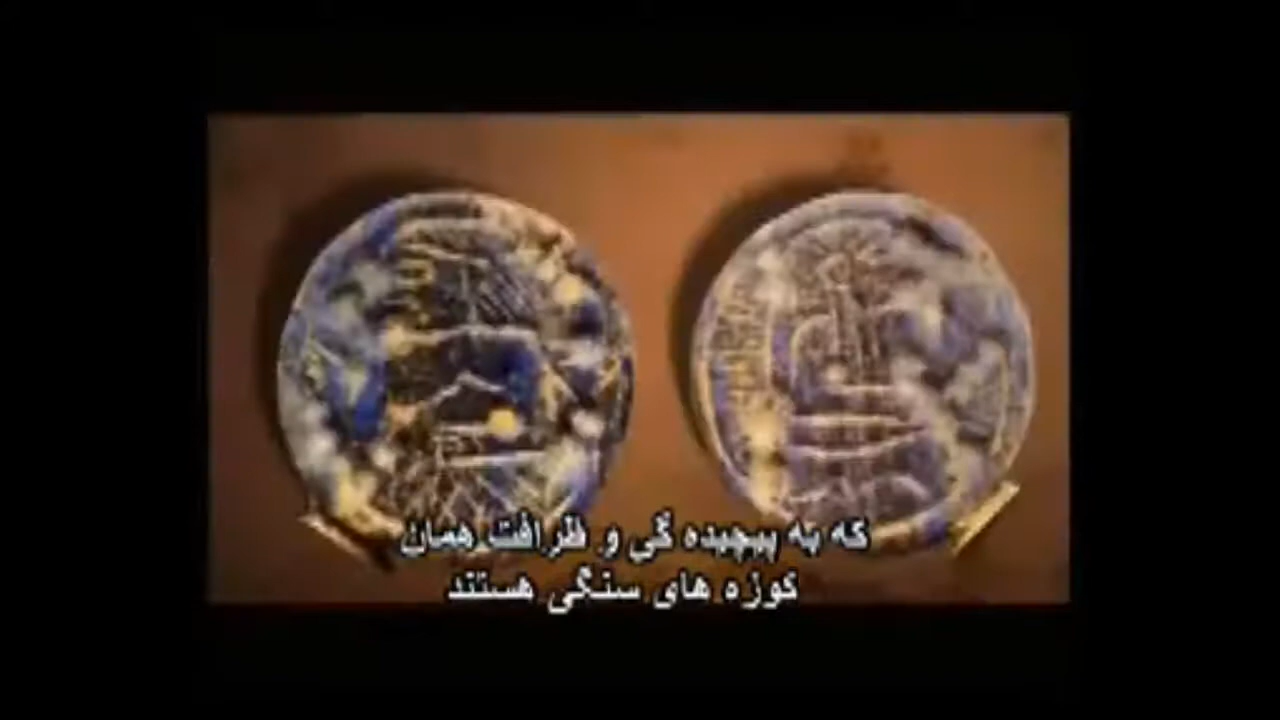 که به پیچیده گی و ظرافت همان
کوزه های سنگی هستند